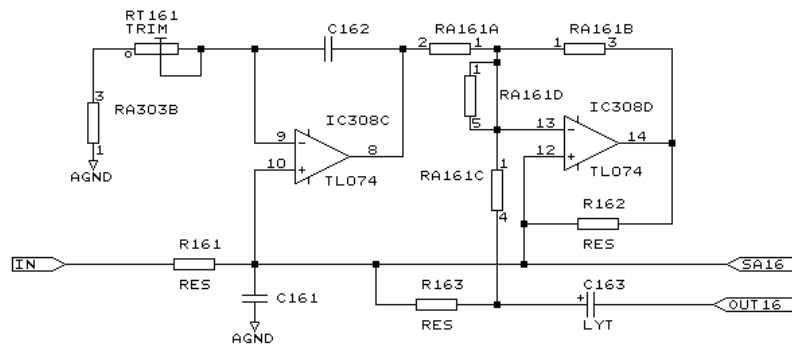 RT161
TRIM
C162
RA161A
2 1
RA161B
1 3
3
RA303B
1
AGND
IC308C
9
10
8
TL074
1
RA161D
5
IC308D
13
12
14
TL074
RA161C
1
4
R162
RES
IN
R161
RES
SA16
C161
AGND
R163
RES
+
C163
LYT
OUT16